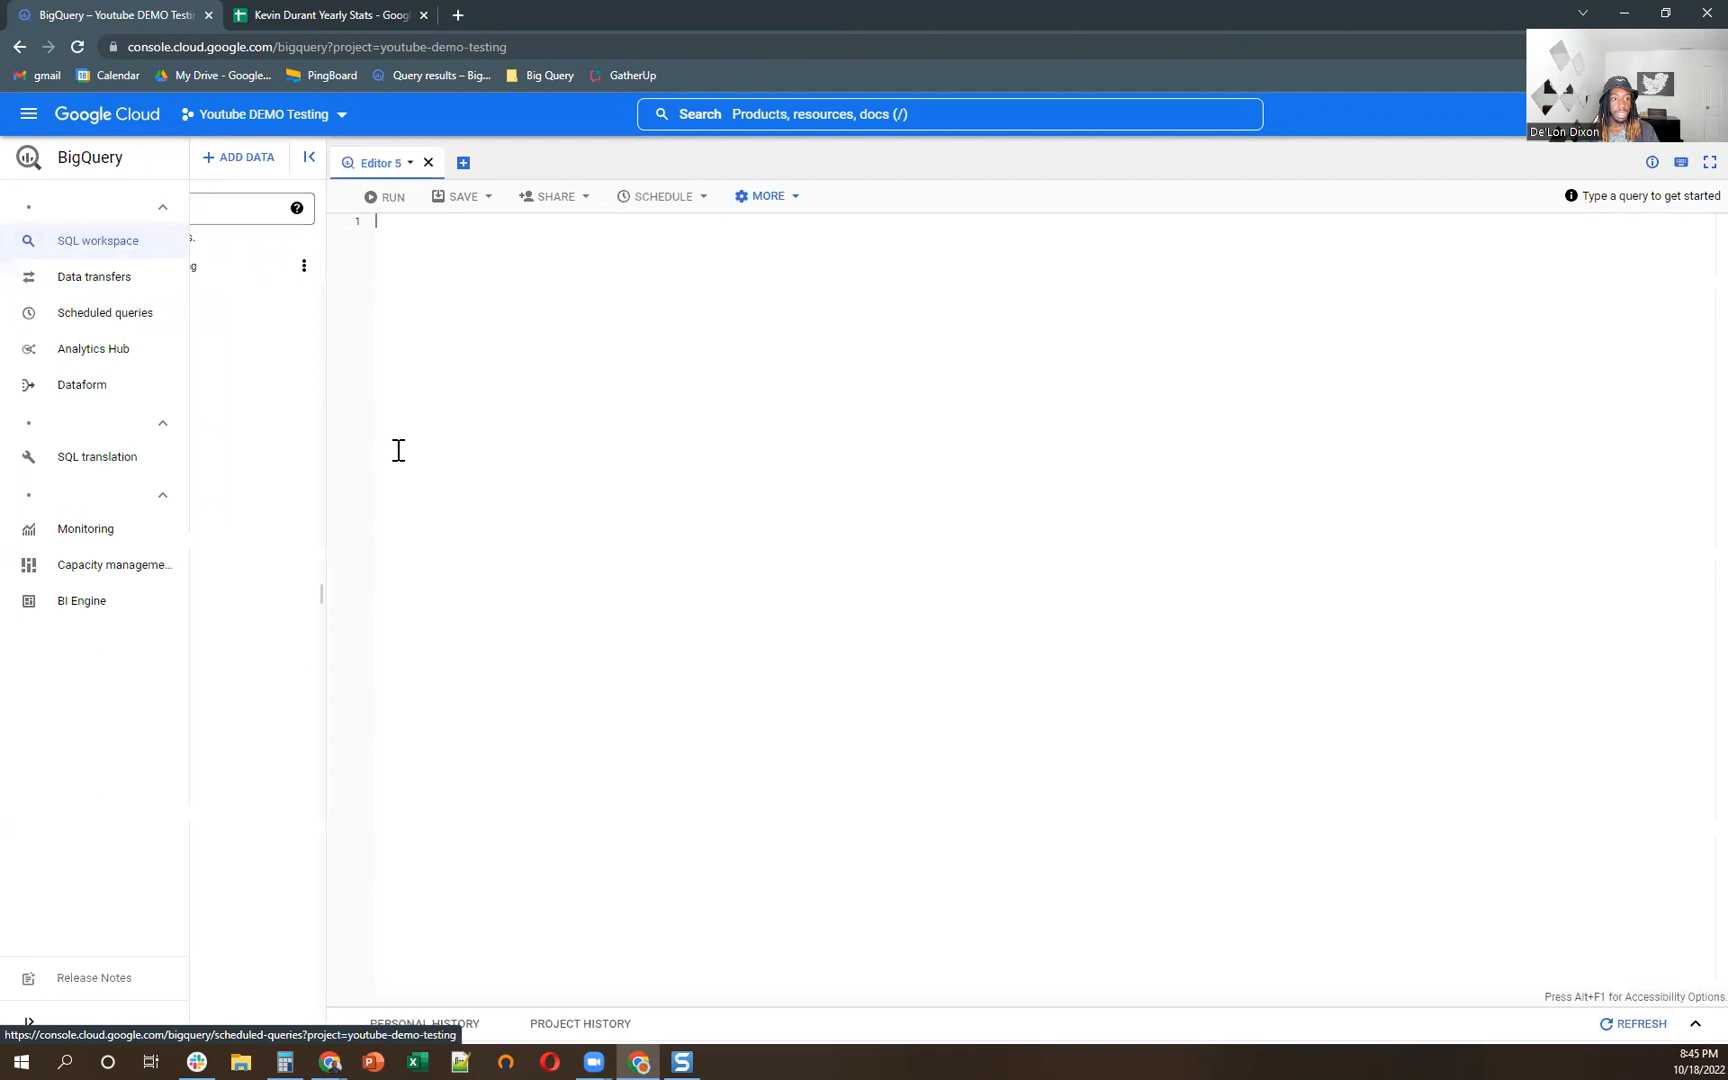 BigQuery – Youtube DEMO Testin
Kevin Durant Yearly Stats - Goog
console.cloud.google.com/bigquery?project=youtube-demo-testing
gmail
Calendar
My Drive - Google...
PingBoard
Query results – Big...
Big Query
GatherUp
Google Cloud
Youtube DEMO Testing
Search Products, resources, docs (/)
De'Lon Dixon
BigQuery
+ ADD DATA
Editor 5
RUN
SAVE
SHARE
SCHEDULE
MORE
Type a query to get started
1
s.
g
SQL workspace
Data transfers
Scheduled queries
Analytics Hub
Dataform
SQL translation
Monitoring
Capacity manageme...
BI Engine
Release Notes
Press Alt+F1 for Accessibility Options.
PERSONAL HISTORY
PROJECT HISTORY
REFRESH
https://console.cloud.google.com/bigquery/scheduled-queries?project=youtube-demo-testing
8:45 PM
10/18/2022